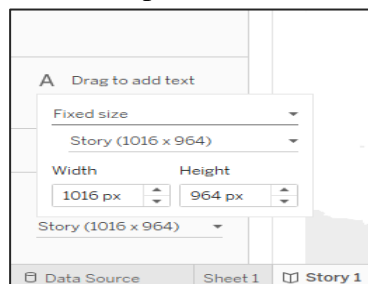 A Drag to add text
Fixed size
Story (1016 x 964)
Width Height
1016 px 964 px
Story (1016 x 964)
Data Source Sheet 1 Story 1